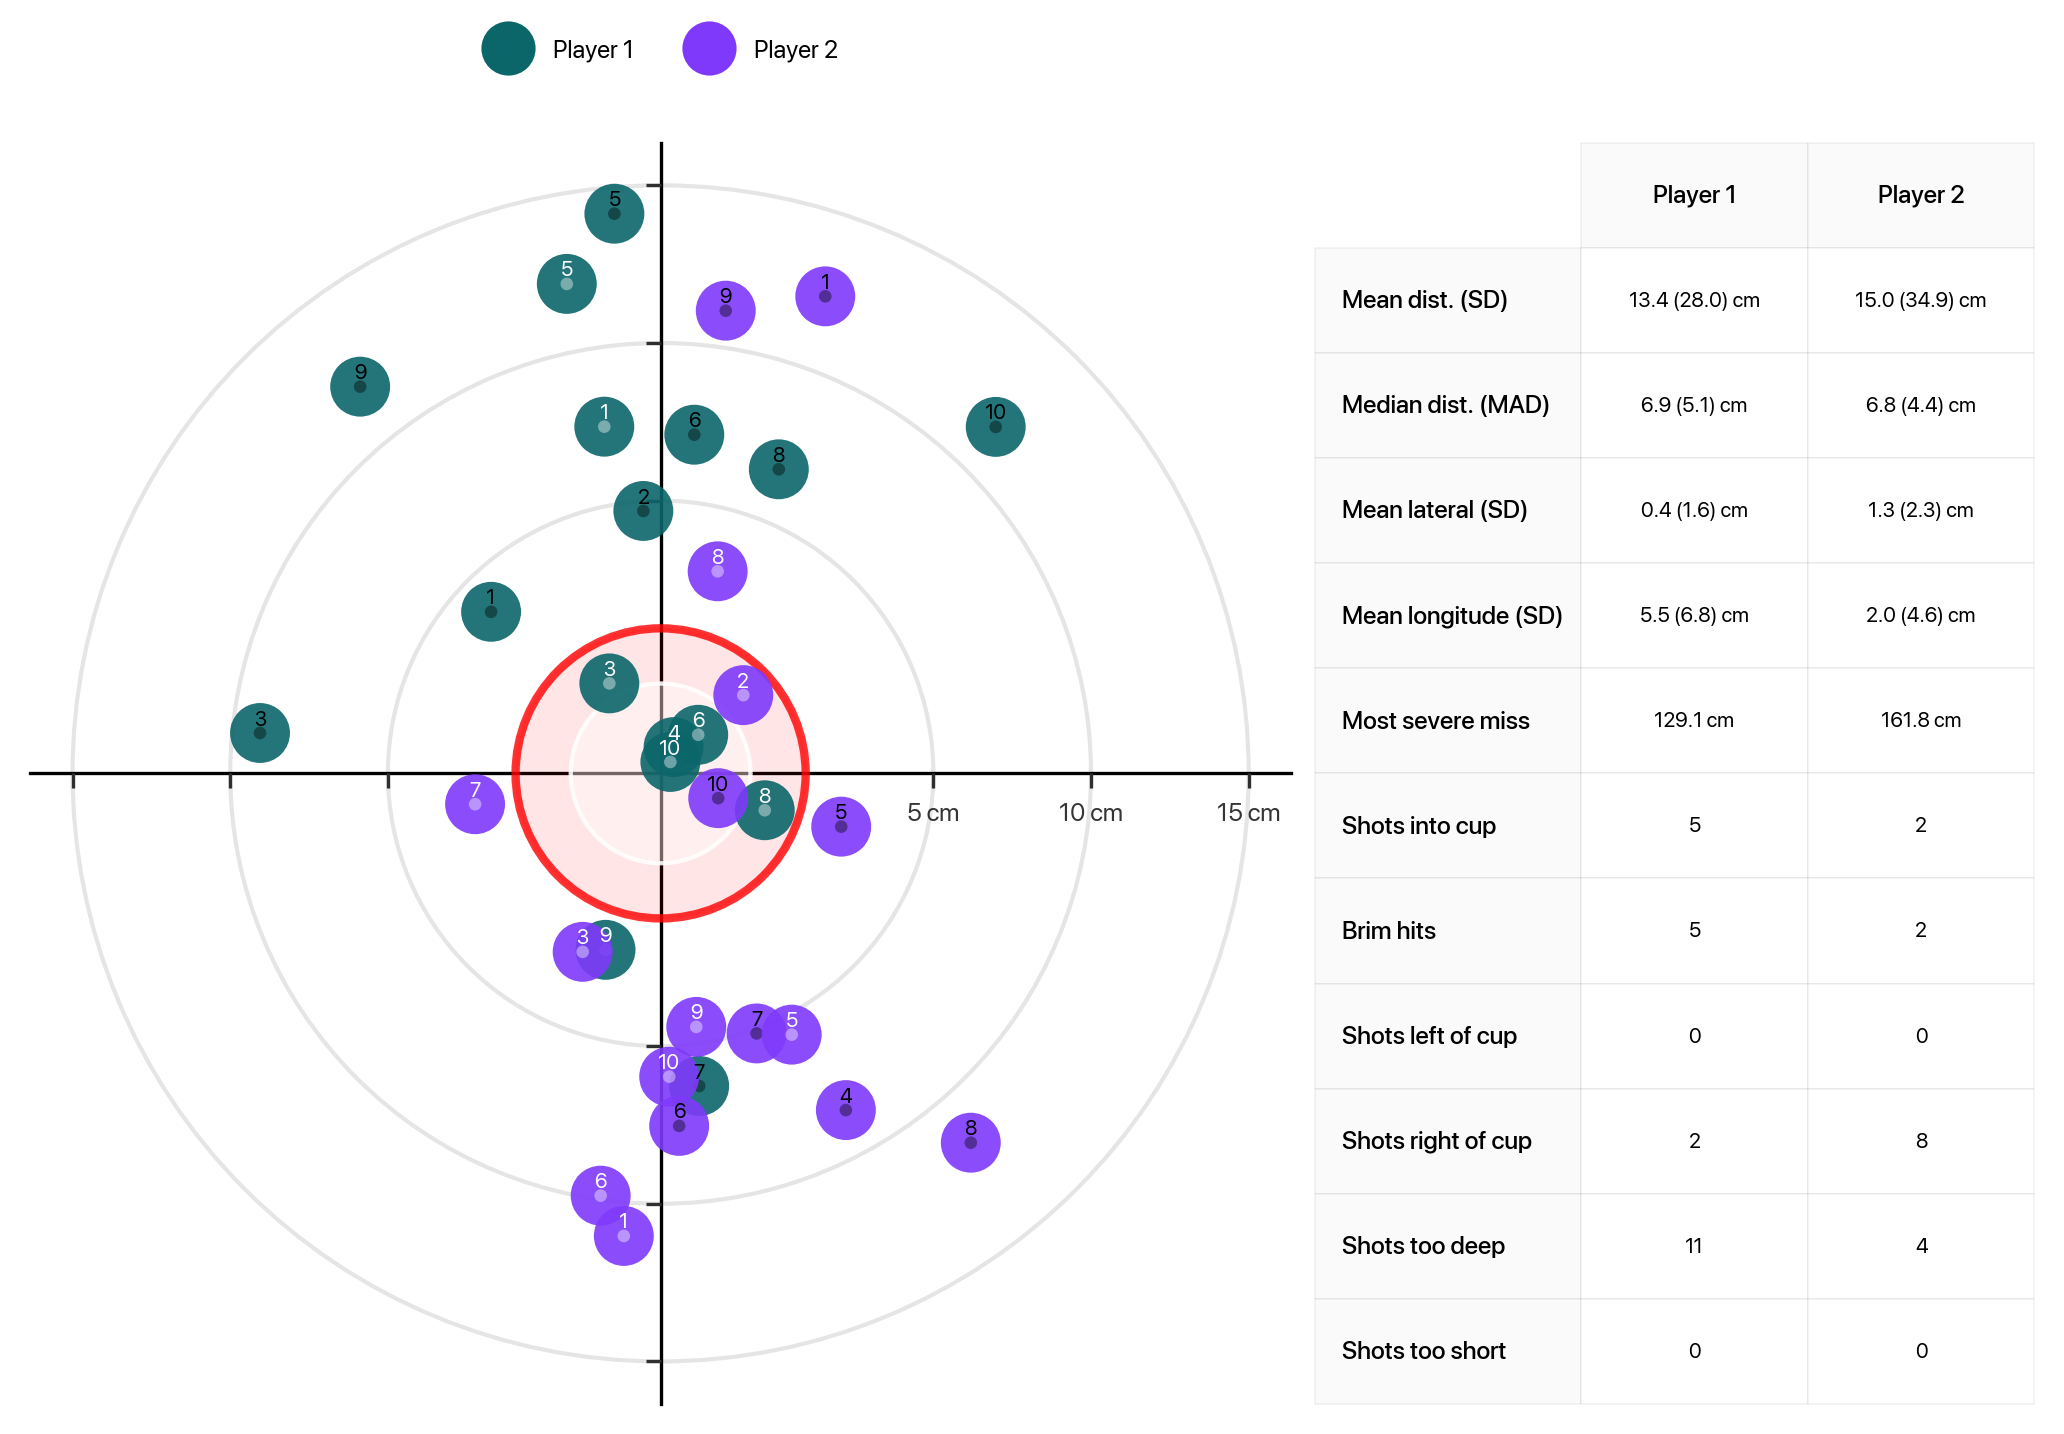 Player 1
Player 2
5
5
9
1
9
1
6
10
8
2
8
1
3
2
6
4
10
3
10
8
7
5
5 cm
10 cm
15 cm
3
9
9
7
5
10
7
6
4
8
6
1
Player 1
Player 2
Mean dist. (SD)
13.4 (28.0) cm
15.0 (34.9) cm
Median dist. (MAD)
6.9 (5.1) cm
6.8 (4.4) cm
Mean lateral (SD)
0.4 (1.6) cm
1.3 (2.3) cm
Mean longitude (SD)
5.5 (6.8) cm
2.0 (4.6) cm
Most severe miss
129.1 cm
161.8 cm
Shots into cup
5
2
Brim hits
5
2
Shots left of cup
0
0
Shots right of cup
2
8
Shots too deep
11
4
Shots too short
0
0